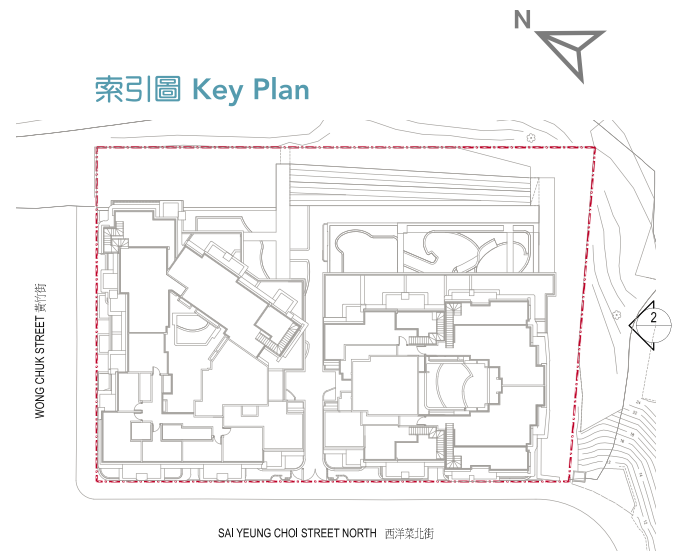 N
索引圖 Key Plan
WONG CHUK STREET 黃竹街
2
SAI YEUNG CHOI STREET NORTH 西洋菜北街